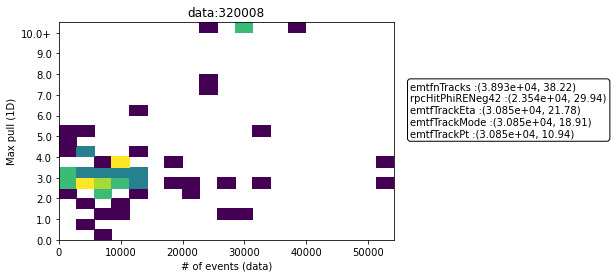 data:320008
Max pull (1D)
10.0+
9.0
8.0
7.0
6.0
5.0
4.0
3.0
2.0
1.0
0.0
0 10000 20000 30000 40000 50000
# of events (data)
emtfnTracks :(3.893e+04, 38.22)
rpcHitPhiRENeg42 :(2.354e+04, 29.94)
emtfTrackEta :(3.085e+04, 21.78)
emtfTrackMode :(3.085e+04, 18.91)
emtfTrackPt :(3.085e+04, 10.94)